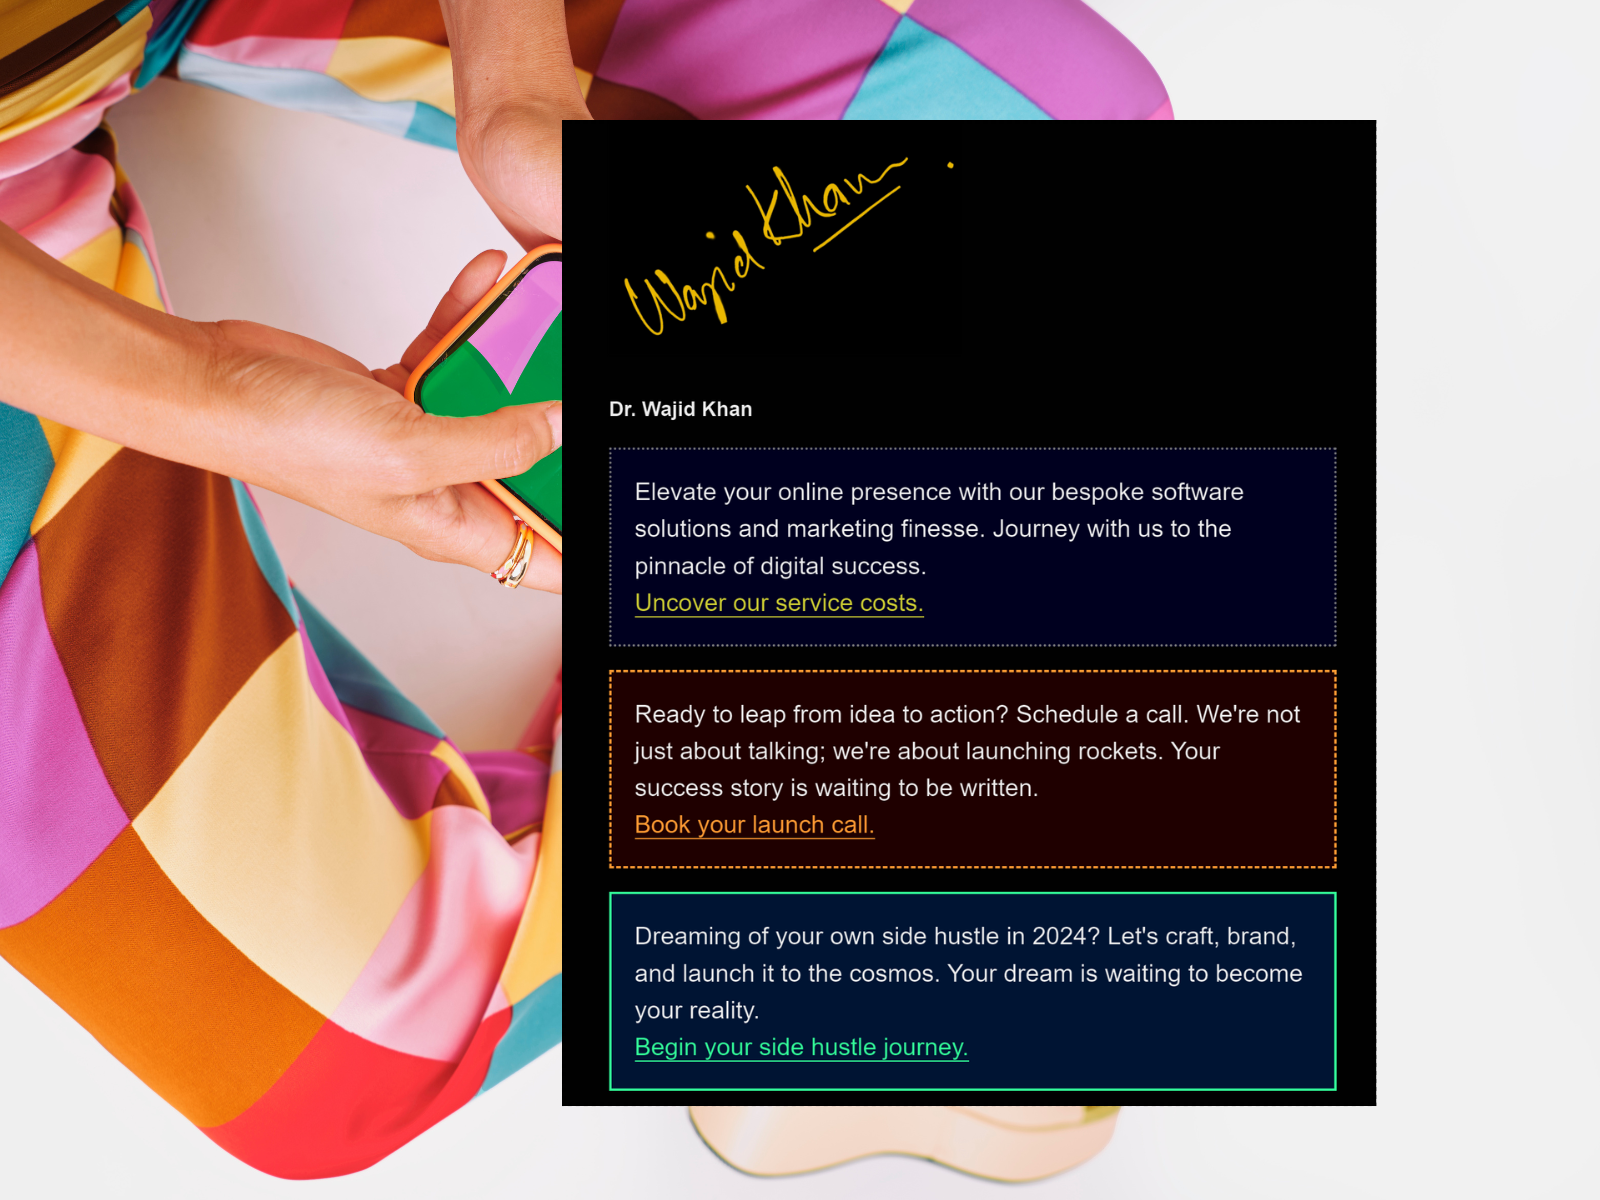 Wajid Khan.
Dr. Wajid Khan
Elevate your online presence with our bespoke software
solutions and marketing finesse. Journey with us to the
pinnacle of digital success.
Uncover our service costs.
Ready to leap from idea to action? Schedule a call. We're not
just about talking; we're about launching rockets. Your
success story is waiting to be written.
Book your launch call.
Dreaming of your own side hustle in 2024? Let's craft, brand,
and launch it to the cosmos. Your dream is waiting to become
your reality.
Begin your side hustle journey.